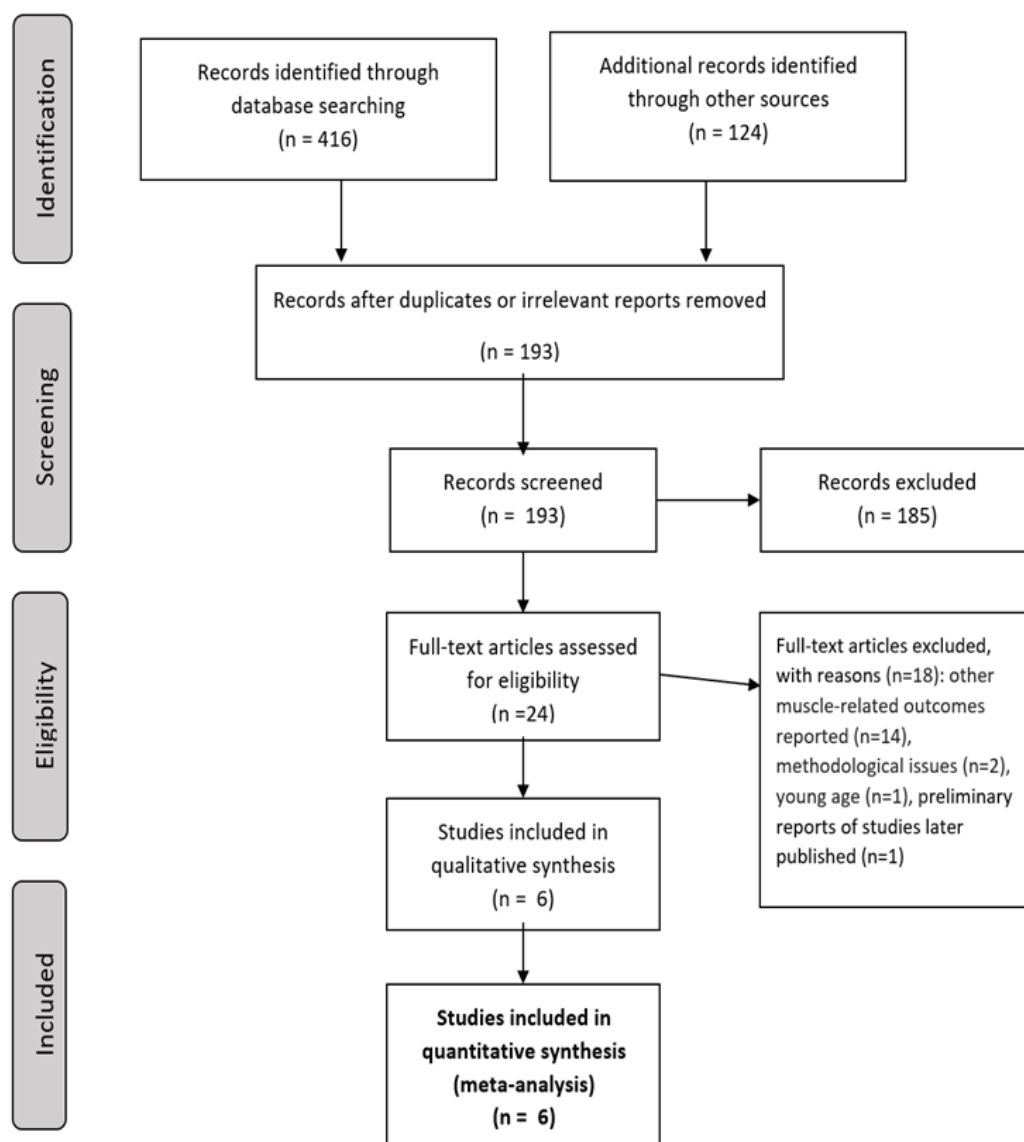 Identification
Records identified through
database searching
(n = 416)
Additional records identified
through other sources
(n = 124)
Records after duplicates or irrelevant reports removed
(n = 193)
Screening
Records screened
(n = 193)
Records excluded
(n = 185)
Eligibility
Full-text articles assessed
for eligibility
(n =24)
Full-text articles excluded,
with reasons (n=18): other
muscle-related outcomes
reported (n=14),
methodological issues (n=2),
young age (n=1), preliminary
reports of studies later
published (n=1)
Studies included in
qualitative synthesis
(n = 6)
Included
Studies included in
quantitative synthesis
(meta-analysis)
(n = 6)